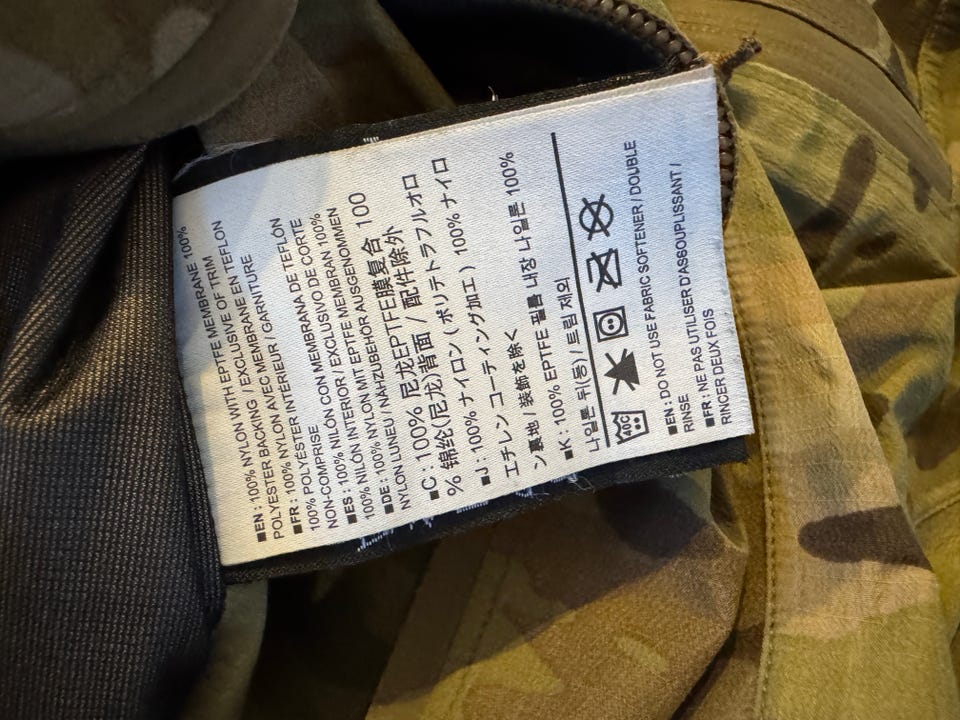 ■EN : 100% NYLON WITH EPTFE MEMBRANE 100%
POLYESTER BACKING / EXCLUSIVE OF TRIM
■FR : 100% NYLON AVEC MEMBRANE EN TEFLON
100% POLYESTER INTÉRIEUR / GARNITURE
NON-COMPRISE
■ES : 100% NILÓN CON MEMBRANA DE TEFLON
100% NILÓN INTERIOR / EXCLUSIVO DE CORTE
■DE : 100% NYLON MIT EPTFE MEMBRAN 100%
NYLON LUNEU / NÄHZUBEHÖR AUSGENOMMEN
■C : 100% 尼龙EPTFE膜复合 100
% 锦纶(尼龙)背面 / 配件除外
■J : 100% ナイロン ( ポリテトラフルオロ
エチレン コーティング加工 ) 100% ナイロ
ン裏地 / 装飾を除く
■K : 100% EPTFE 필름 내장 나일론 100%
나일론 뒤(등) / 트림 제외
40C
■EN : DO NOT USE FABRIC SOFTENER / DOUBLE
RINSE
■FR : NE PAS UTILISER D'ASSOUPLISSANT /
RINCER DEUX FOIS